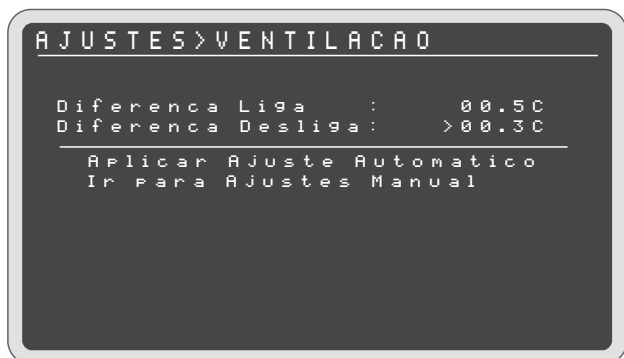 AJUSTES>VENTILACAO
Diferenca Liga : 00.5C
Diferenca Desliga: >00.3C
Aplicar Ajuste Automatico
Ir para Ajustes Manual